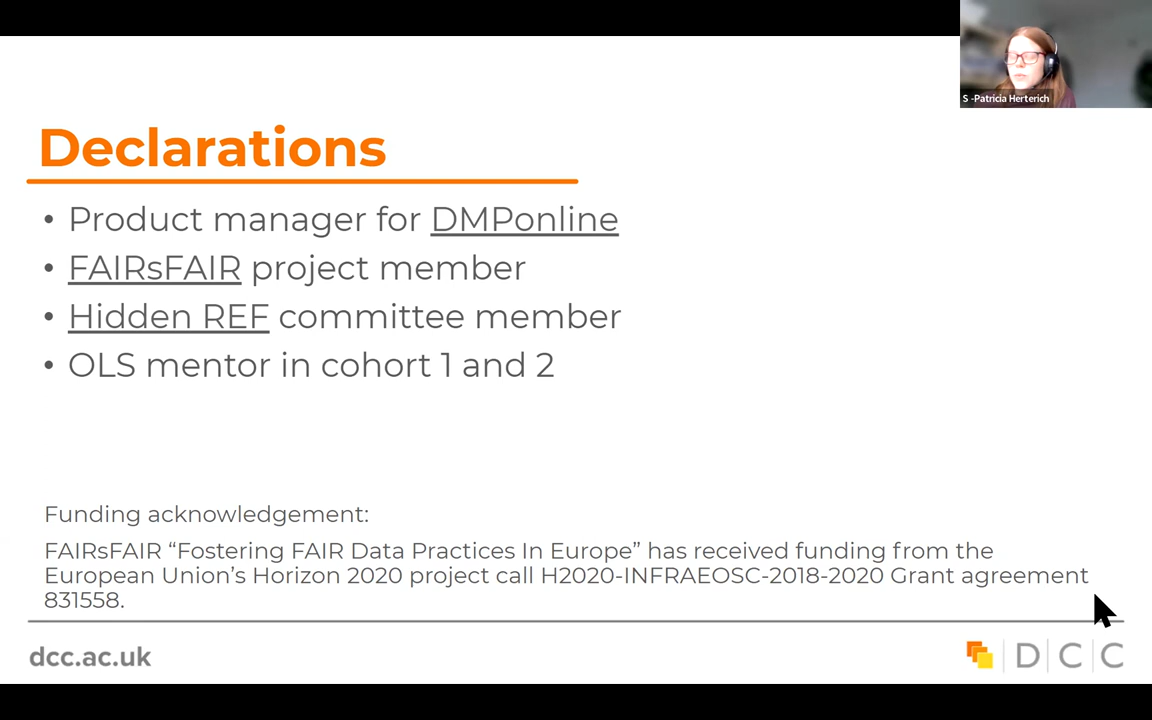 S -Patricia Herterich
Declarations
• Product manager for DMPonline
• FAIRsFAIR project member
• Hidden REF committee member
• OLS mentor in cohort 1 and 2
Funding acknowledgement:
FAIRsFAIR “Fostering FAIR Data Practices In Europe” has received funding from the
European Union’s Horizon 2020 project call H2020-INFRAEOSC-2018-2020 Grant agreement
831558.
dcc.ac.uk
D|C|C